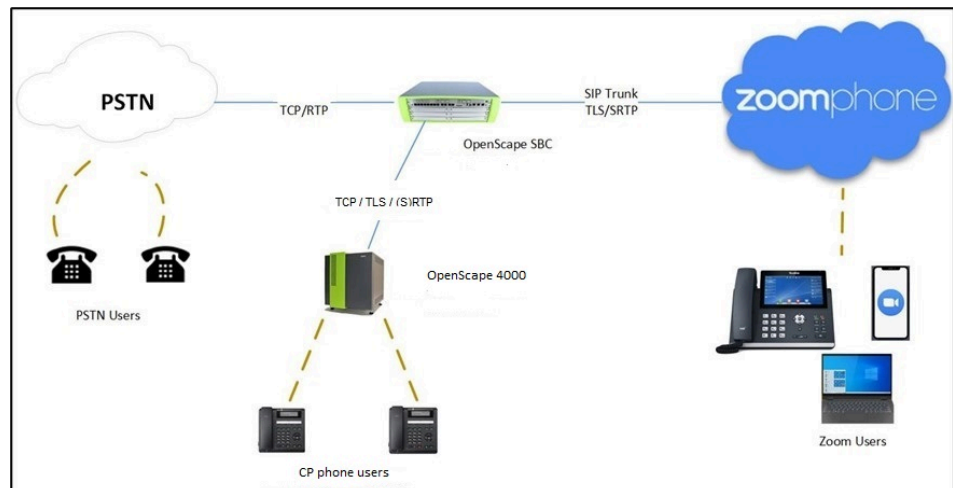 PSTN
TCP/RTP
SIP Trunk
TLS/SRTP
zoomphone
OpenScape SBC
TCP / TLS / (S)RTP
OpenScape 4000
PSTN Users
CP phone users
Zoom Users